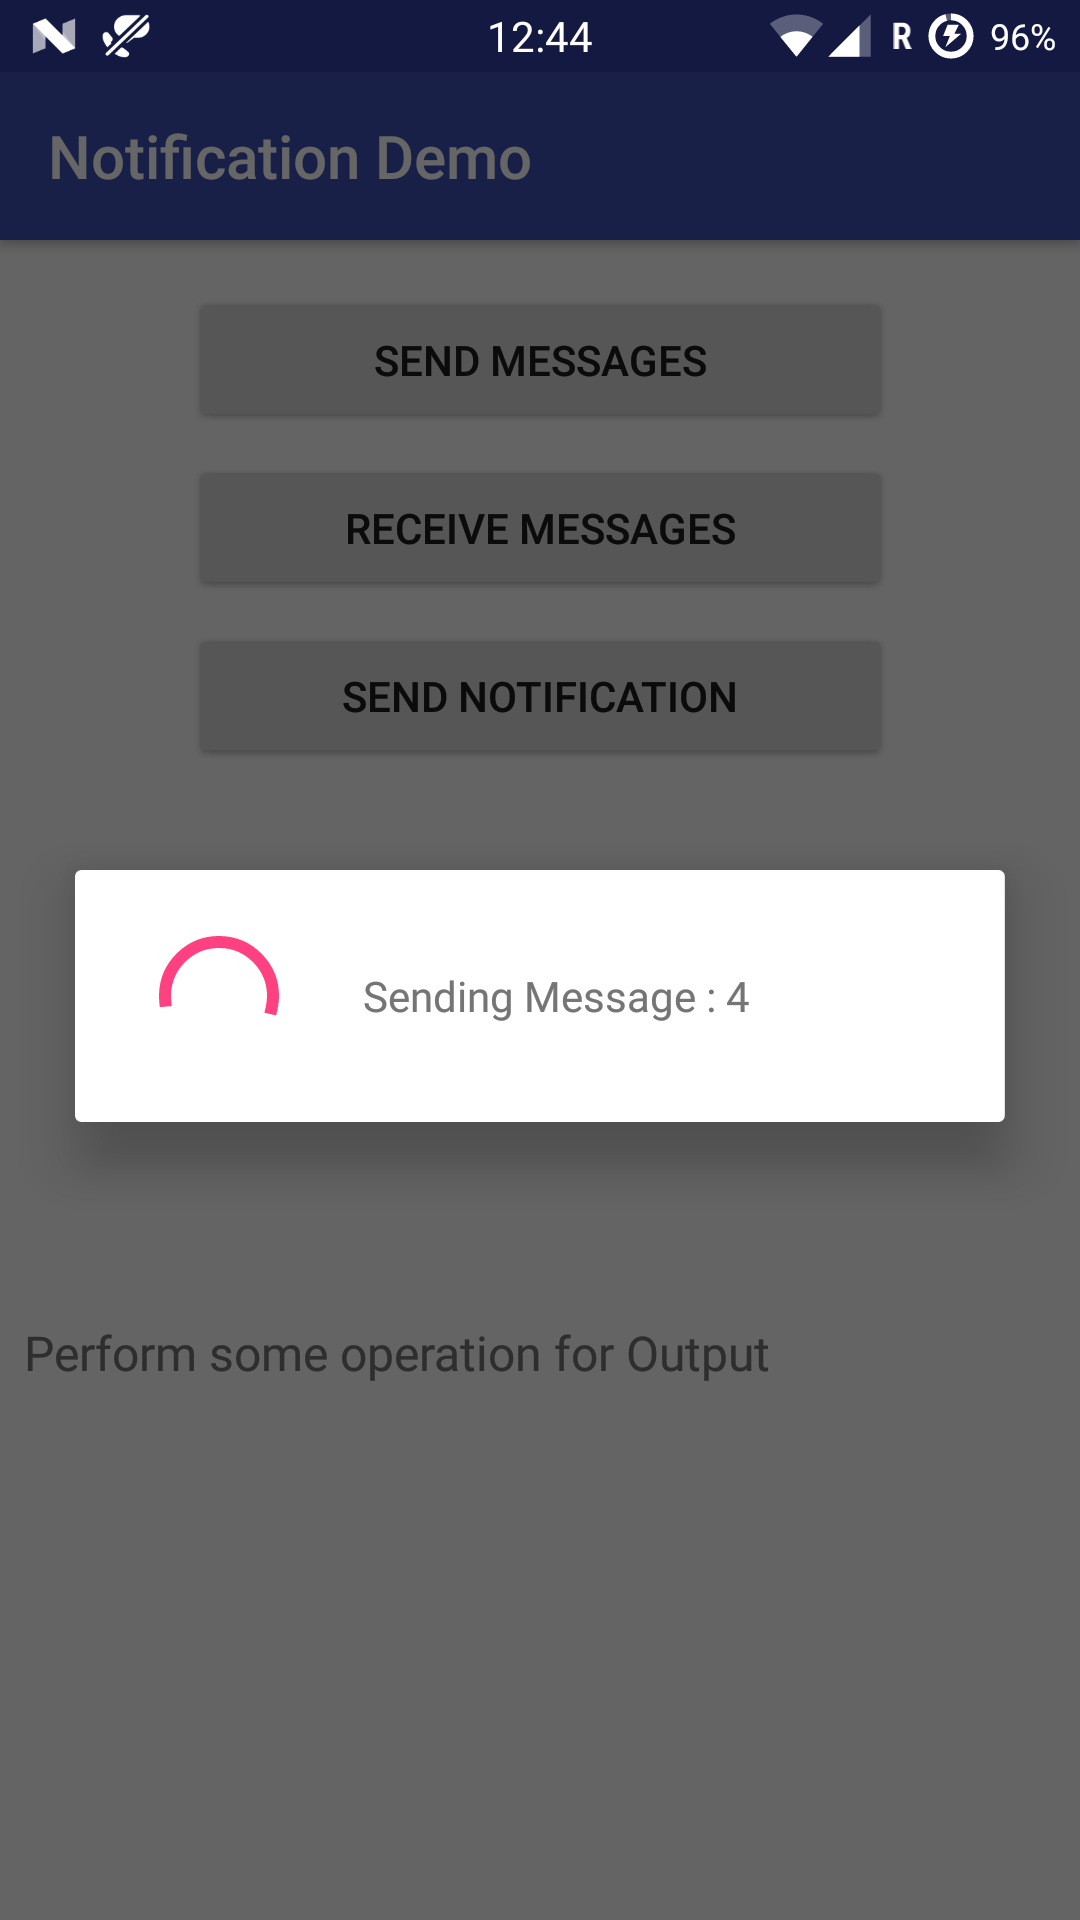 12:44 R 96%
Notification Demo
SEND MESSAGES
RECEIVE MESSAGES
SEND NOTIFICATION
Sending Message : 4
Perform some operation for Output